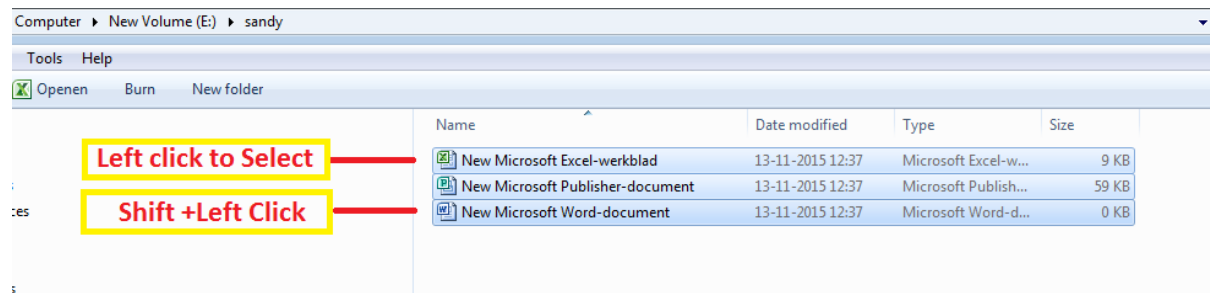 Computer ▸ New Volume (E:) ▸ sandy
Tools Help
Openen Burn New folder
Name Date modified Type Size
Left click to Select
New Microsoft Excel-werkblad 13-11-2015 12:37 Microsoft Excel-w... 9 KB
New Microsoft Publisher-document 13-11-2015 12:37 Microsoft Publish... 59 KB
ces Shift +Left Click
New Microsoft Word-document 13-11-2015 12:37 Microsoft Word-d... 0 KB